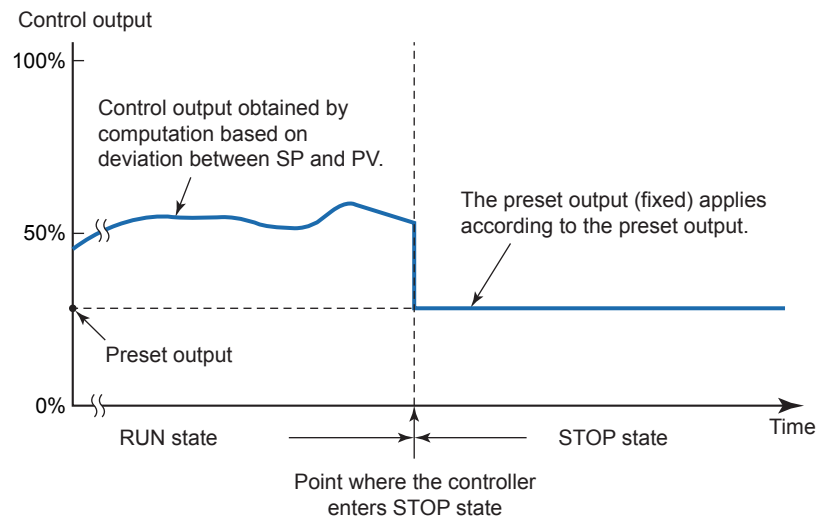 Control output
100%
Control output obtained by
computation based on
deviation between SP and PV.
The preset output (fixed) applies
according to the preset output.
50%
Preset output
0%
Time
RUN state
STOP state
Point where the controller
enters STOP state